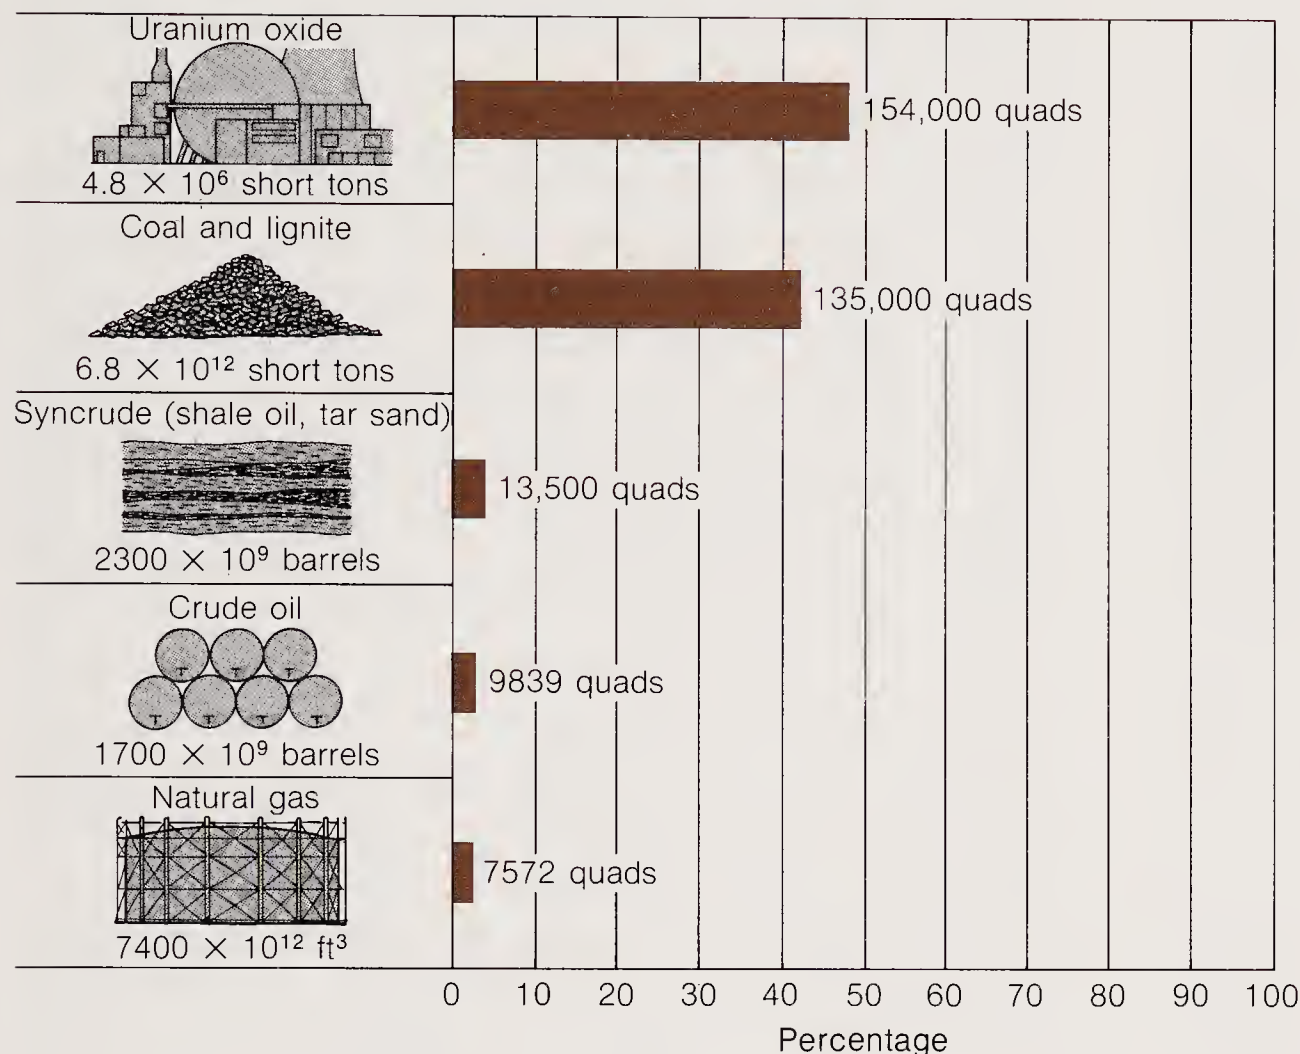 Uranium oxide
154,000 quads
4.8 × 10⁶ short tons
Coal and lignite
135,000 quads
6.8 × 10¹² short tons
Syncrude (shale oil, tar sand)
13,500 quads
2300 × 10⁹ barrels
Crude oil
9839 quads
1700 × 10⁹ barrels
Natural gas
7572 quads
7400 × 10¹² ft³
0 10 20 30 40 50 60 70 80 90 100
Percentage